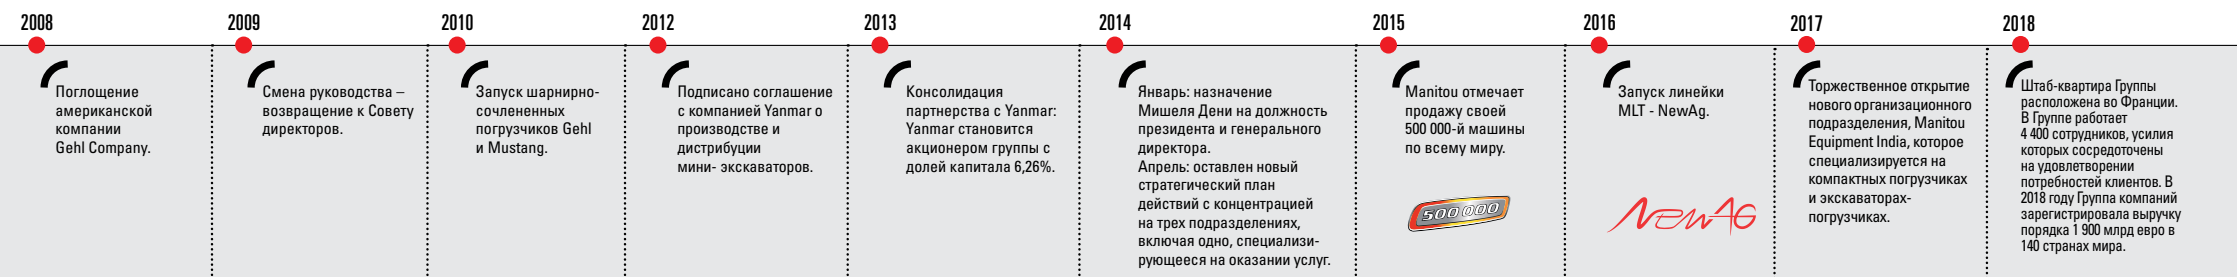 2008
Поглощение
американской
компании
Gehl Company.
2009
Смена руководства –
возвращение к Совету
директоров.
2010
Запуск шарнирно-
сочлененных
погрузчиков Gehl
и Mustang.
2012
Подписано соглашение
с компанией Yanmar о
производстве и
дистрибуции
мини- экскаваторов.
2013
Консолидация
партнерства с Yanmar:
Yanmar становится
акционером группы с
долей капитала 6,26%.
2014
Январь: назначение
Мишеля Дени на должность
президента и генерального
директора.
Апрель: оставлен новый
стратегический план
действий с концентрацией
на трех подразделениях,
включая одно, специализи-
рующееся на оказании услуг.
2015
Manitou отмечает
продажу своей
500 000-й машины
по всему миру.
500 000
2016
Запуск линейки
MLT - NewAg.
NEWAG
2017
Торжественное открытие
нового организационного
подразделения, Manitou
Equipment India, которое
специализируется на
компактных погрузчиках
и экскаваторах-
погрузчиках.
2018
Штаб-квартира Группы
расположена во Франции.
В Группе работает
4 400 сотрудников, усилия
которых сосредоточены
на удовлетворении
потребностей клиентов. В
2018 году Группа компаний
зарегистрировала выручку
порядка 1 900 млрд евро в
140 странах мира.